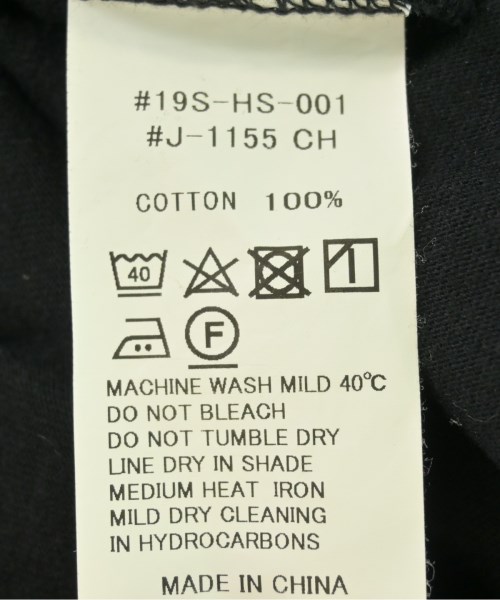 #19S-HS-001
#J-1155 CH
COTTON 100%
40
F
MACHINE WASH MILD 40℃
DO NOT BLEACH
DO NOT TUMBLE DRY
LINE DRY IN SHADE
MEDIUM HEAT IRON
MILD DRY CLEANING
IN HYDROCARBONS
MADE IN CHINA